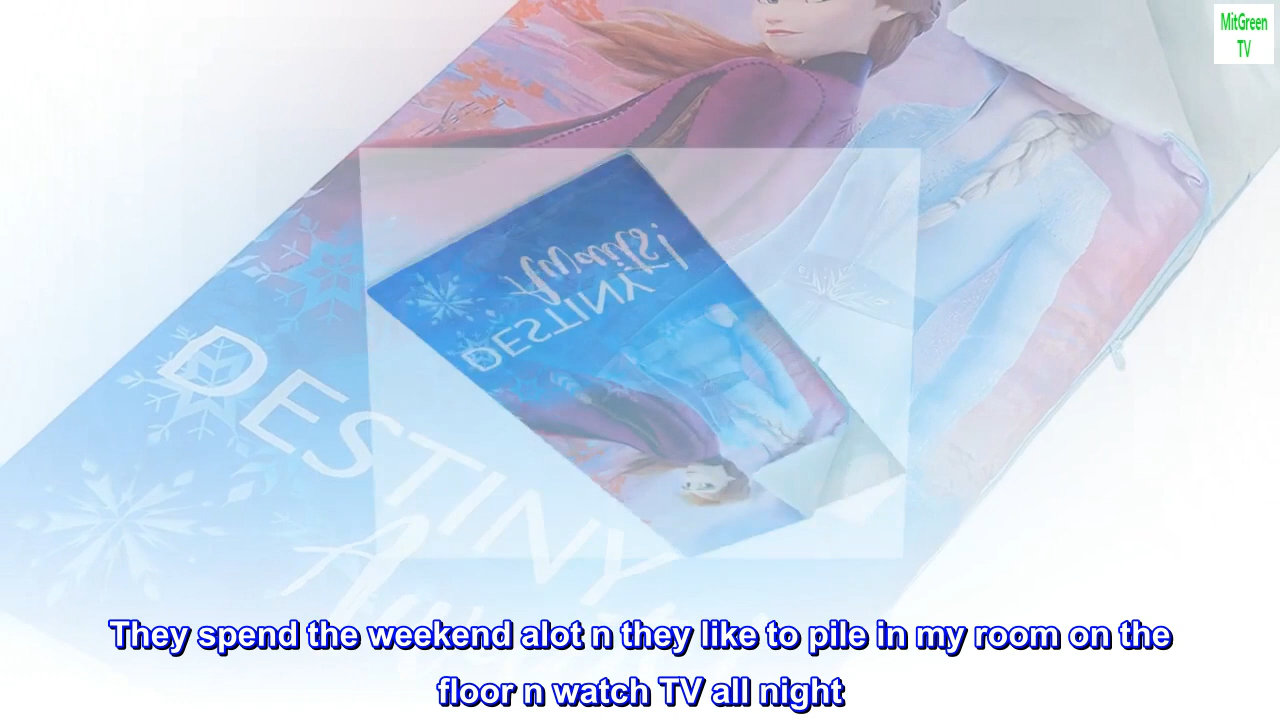 MitGreen
TV
Awaits!
DESTINY
DESTINY
They spend the weekend alot n they like to pile in my room on the
floor n watch TV all night